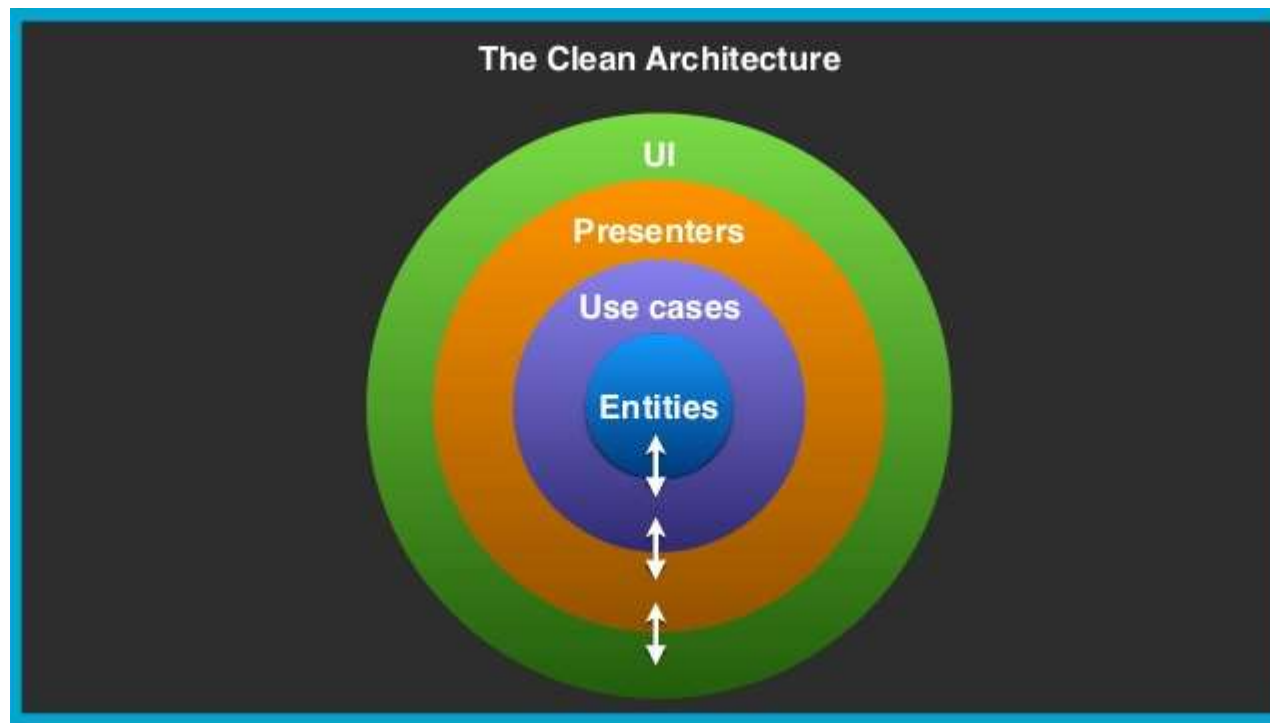 The Clean Architecture
UI
Presenters
Use cases
Entities